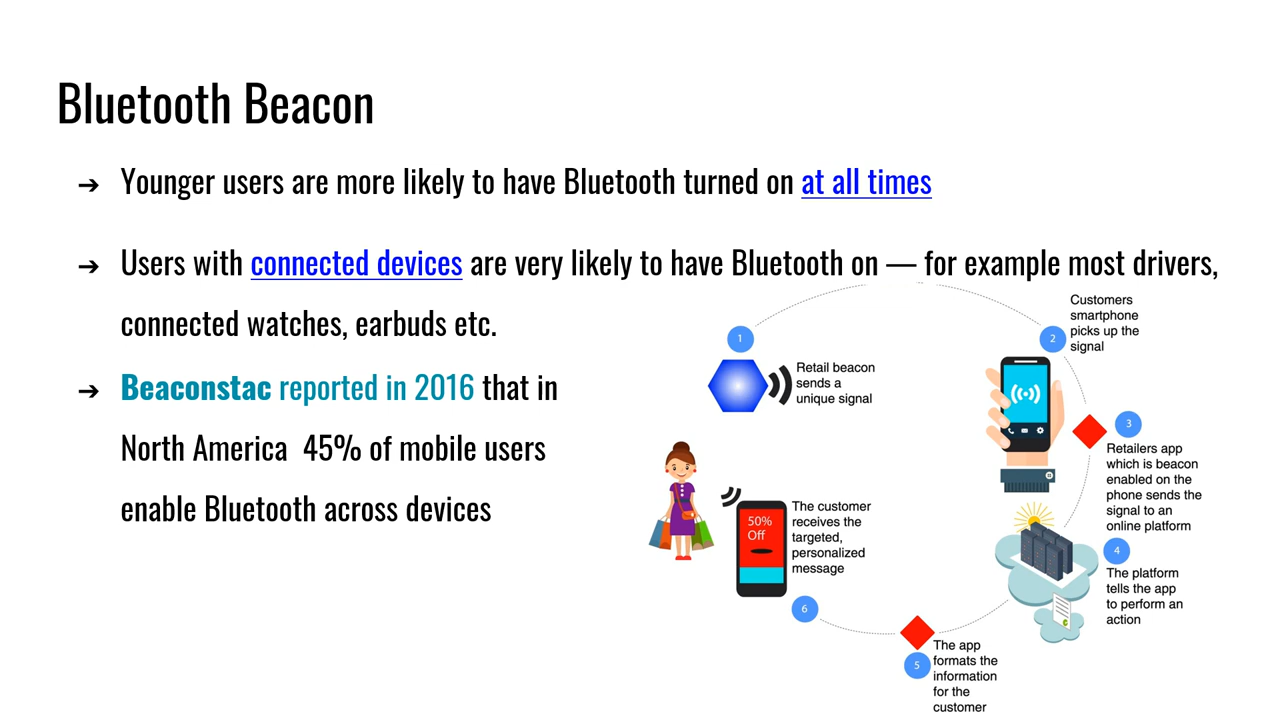 Bluetooth Beacon
➔ Younger users are more likely to have Bluetooth turned on at all times
➔ Users with connected devices are very likely to have Bluetooth on — for example most drivers,
connected watches, earbuds etc.
➔ Beaconstac reported in 2016 that in
North America 45% of mobile users
enable Bluetooth across devices
1
Retail beacon
sends a
unique signal
2
Customers
smartphone
picks up the
signal
3
Retailers app
which is beacon
enabled on the
phone sends the
signal to an
online platform
4
The platform
tells the app
to perform an
action
5
The app
formats the
information
for the
customer
6
The customer
receives the
targeted,
personalized
message
50%
Off